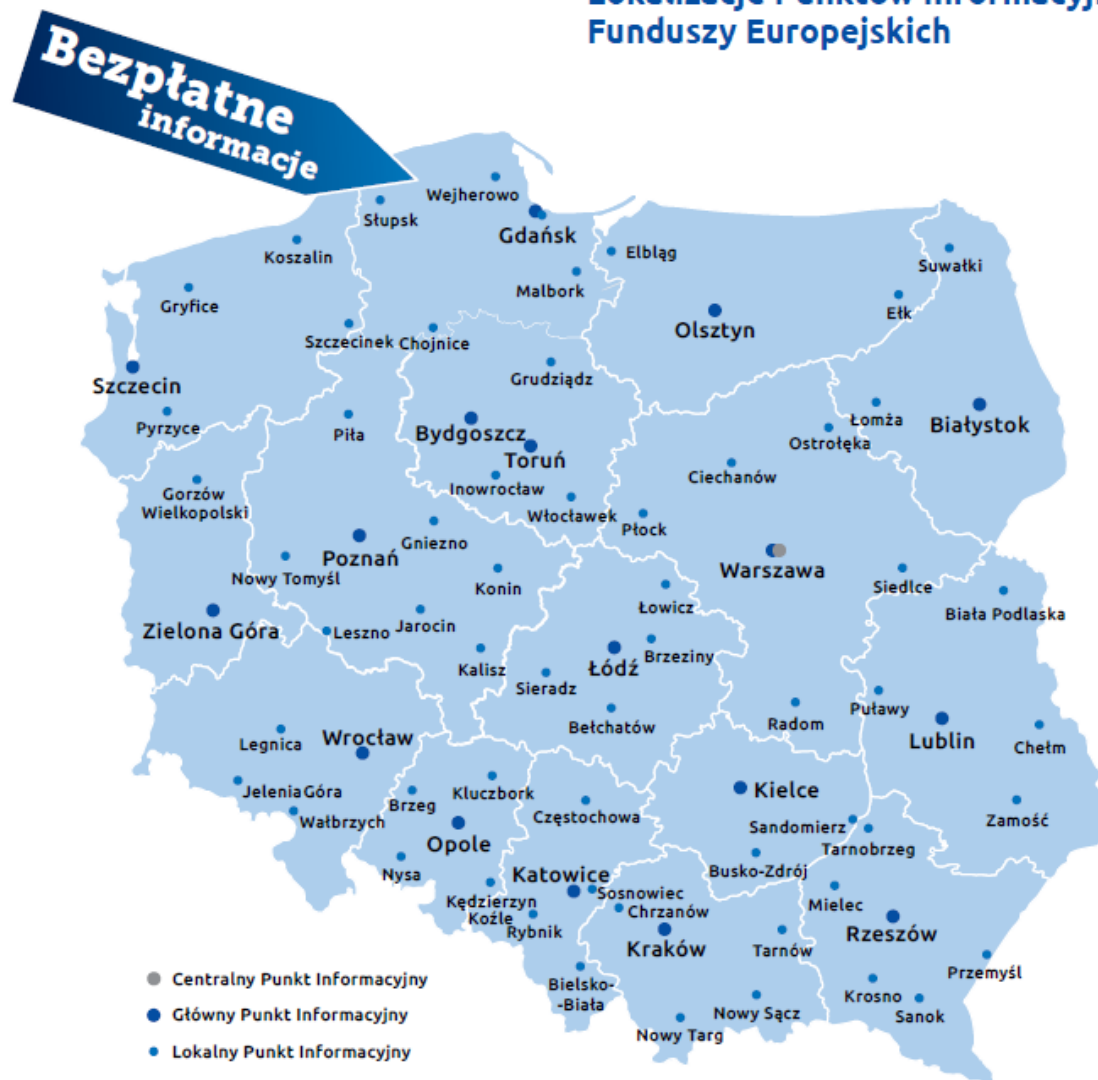 Lokalizacje Punktów Informacyj
Funduszy Europejskich
Bezpłatne
informacje
Wejherowo
Słupsk
Gdańsk
Koszalin
Elbląg
Suwałki
Malbork
Gryfice
Ełk
Olsztyn
Szczecinek
Chojnice
Grudziądz
Szczecin
Łomża
Pyrzyce
Piła
Bydgoszcz
Białystok
Ostrołęka
Toruń
Ciechanów
Inowrocław
Gorzów
Wielkopolski
Włocławek
Płock
Gniezno
Poznań
Warszawa
Nowy Tomyśl
Konin
Siedlce
Łowicz
Biała Podlaska
Zielona Góra
Leszno
Jarocin
Brzeziny
Kalisz
Łódź
Sieradz
Puławy
Bełchatów
Radom
Legnica
Wrocław
Lublin
Chełm
Jelenia Góra
Kluczbork
Kielce
Brzeg
Częstochowa
Wałbrzych
Sandomierz
Zamość
Opole
Tarnobrzeg
Nysa
Katowice
Busko-Zdrój
Sosnowiec
Kędzierzyn
Koźle
Chrzanów
Mielec
Rybnik
Kraków
Tarnów
Rzeszów
Przemyśl
Bielsko-
-Biała
Krosno
Nowy Sącz
Sanok
Nowy Targ
Centralny Punkt Informacyjny
Główny Punkt Informacyjny
Lokalny Punkt Informacyjny